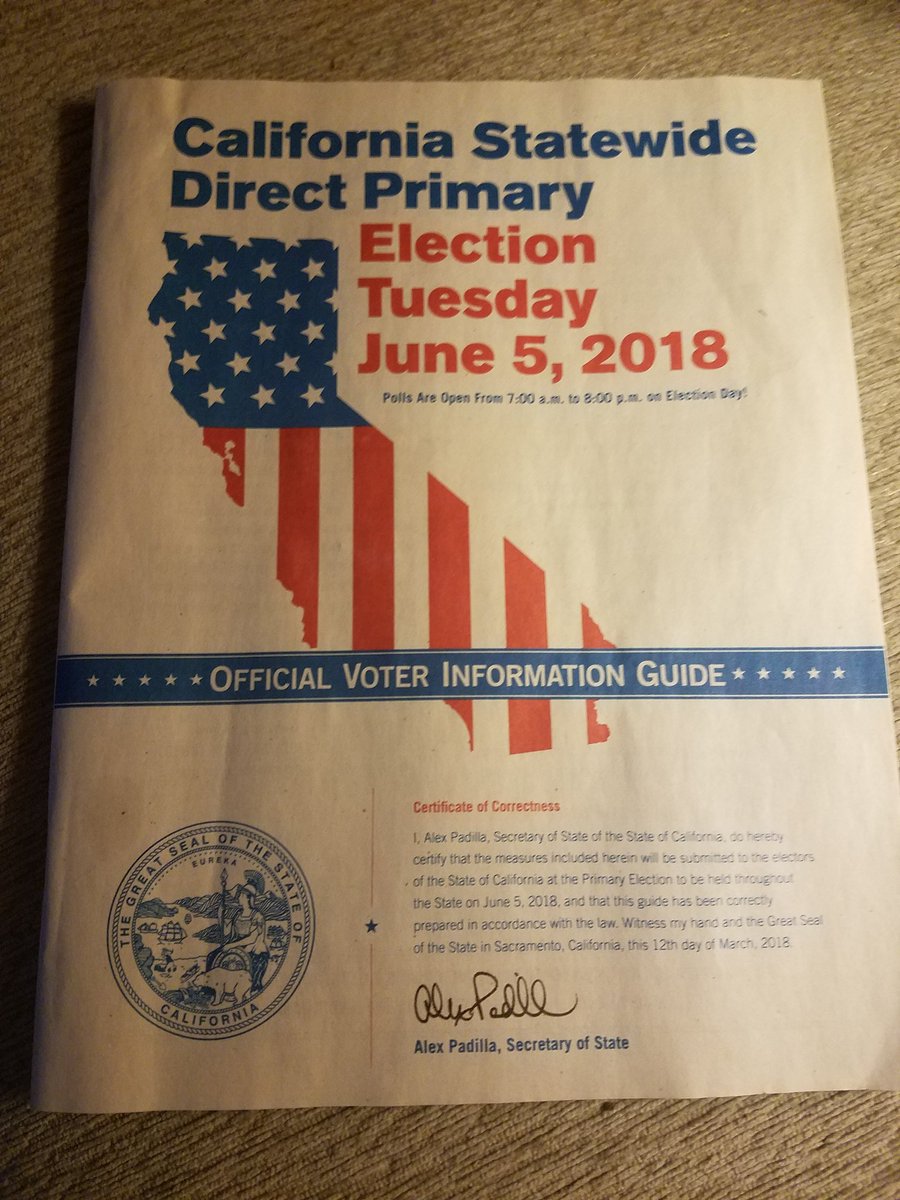 California Statewide
Direct Primary
Election
Tuesday
June 5, 2018
Polls Are Open From 7:00 a.m. to 8:00 p.m. on Election Day!
OFFICIAL VOTER INFORMATION GUIDE
Certificate of Correctness
I, Alex Padilla, Secretary of State of the State of California, do hereby
certify that the measures included herein will be submitted to the electors
of the State of California at the Primary Election to be held throughout
the State on June 5, 2018, and that this guide has been correctly
prepared in accordance with the law. Witness my hand and the Great Seal
of the State in Sacramento, California, this 12th day of March, 2018.
Alex Padilla
Alex Padilla, Secretary of State
THE GREAT SEAL OF THE STATE OF
EUREKA
CALIFORNIA